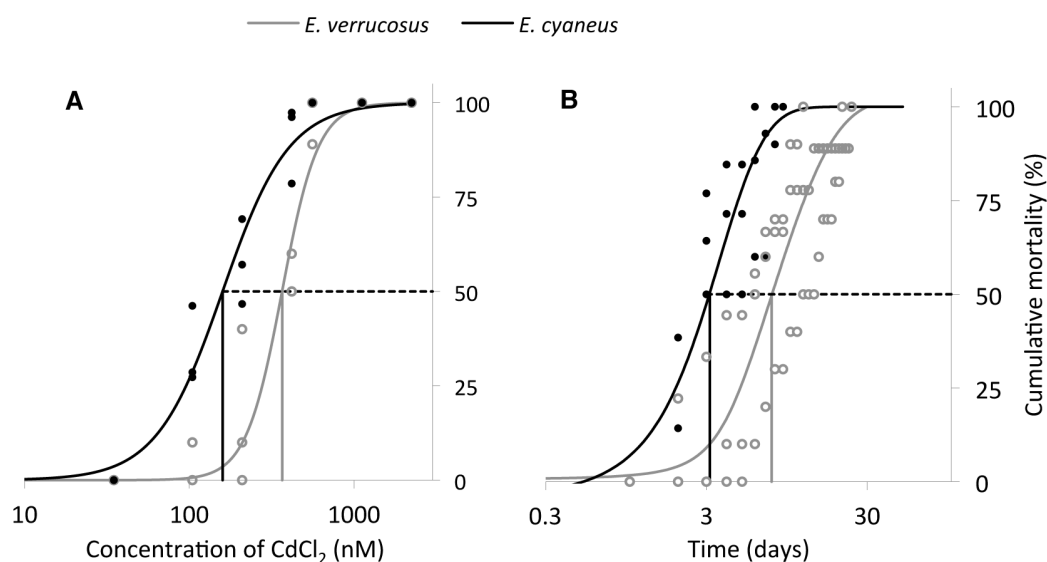 E. verrucosus E. cyaneus
A
B
100
75
50
25
0
10 100 1000
Concentration of CdCl₂ (nM)
100
75
50
25
0
Cumulative mortality (%)
0.3 3 30
Time (days)